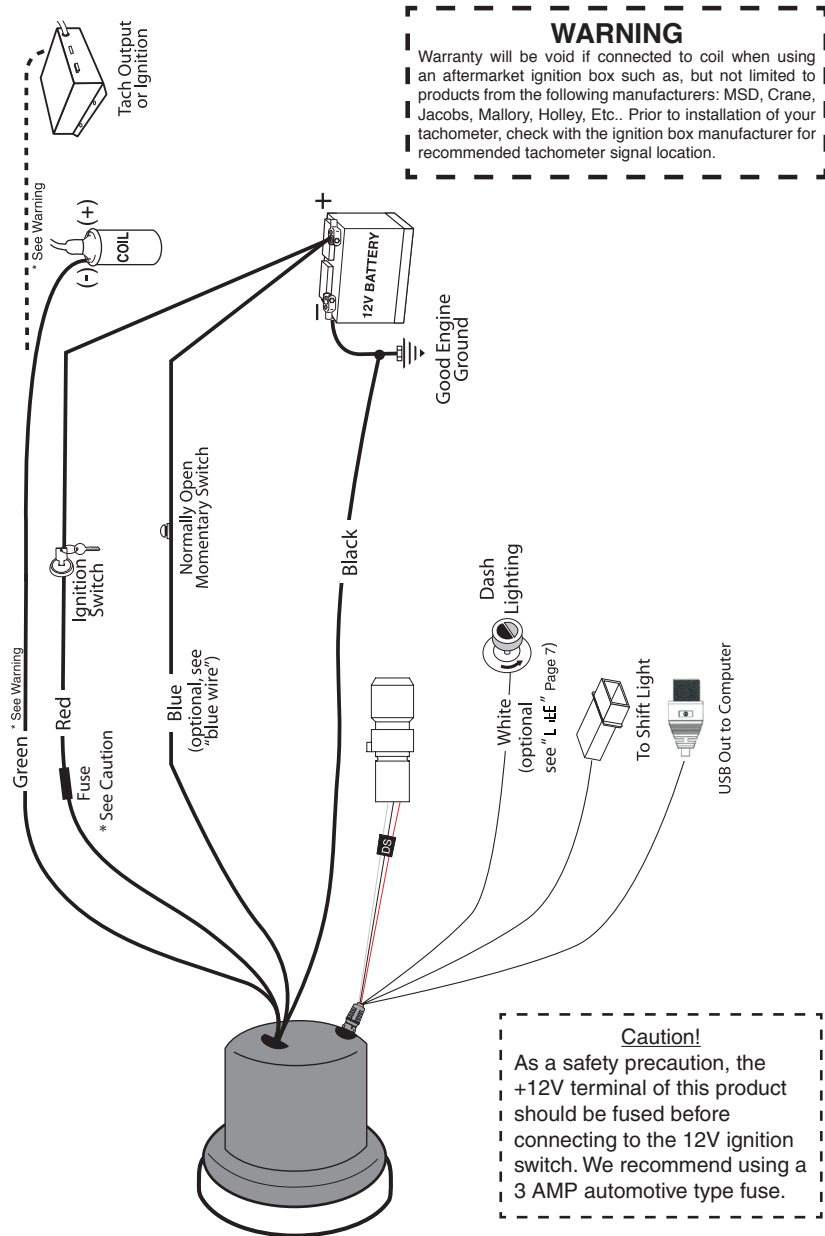 WARNING
Warranty will be void if connected to coil when using
an aftermarket ignition box such as, but not limited to
products from the following manufacturers: MSD, Crane,
Jacobs, Mallory, Holley, Etc.. Prior to installation of your
tachometer, check with the ignition box manufacturer for
recommended tachometer signal location.
Tach Output
or Ignition
* See Warning
(-) (+)
COIL
+
–
12V BATTERY
Good Engine
Ground
Green * See Warning
Red
Ignition
Switch
Fuse
* See Caution
Blue
(optional, see
"blue wire")
Normally Open
Momentary Switch
Black
DS
White
(optional
see " " Page 7)
Dash
Lighting
To Shift Light
USB Out to Computer
Caution!
As a safety precaution, the
+12V terminal of this product
should be fused before
connecting to the 12V ignition
switch. We recommend using a
3 AMP automotive type fuse.